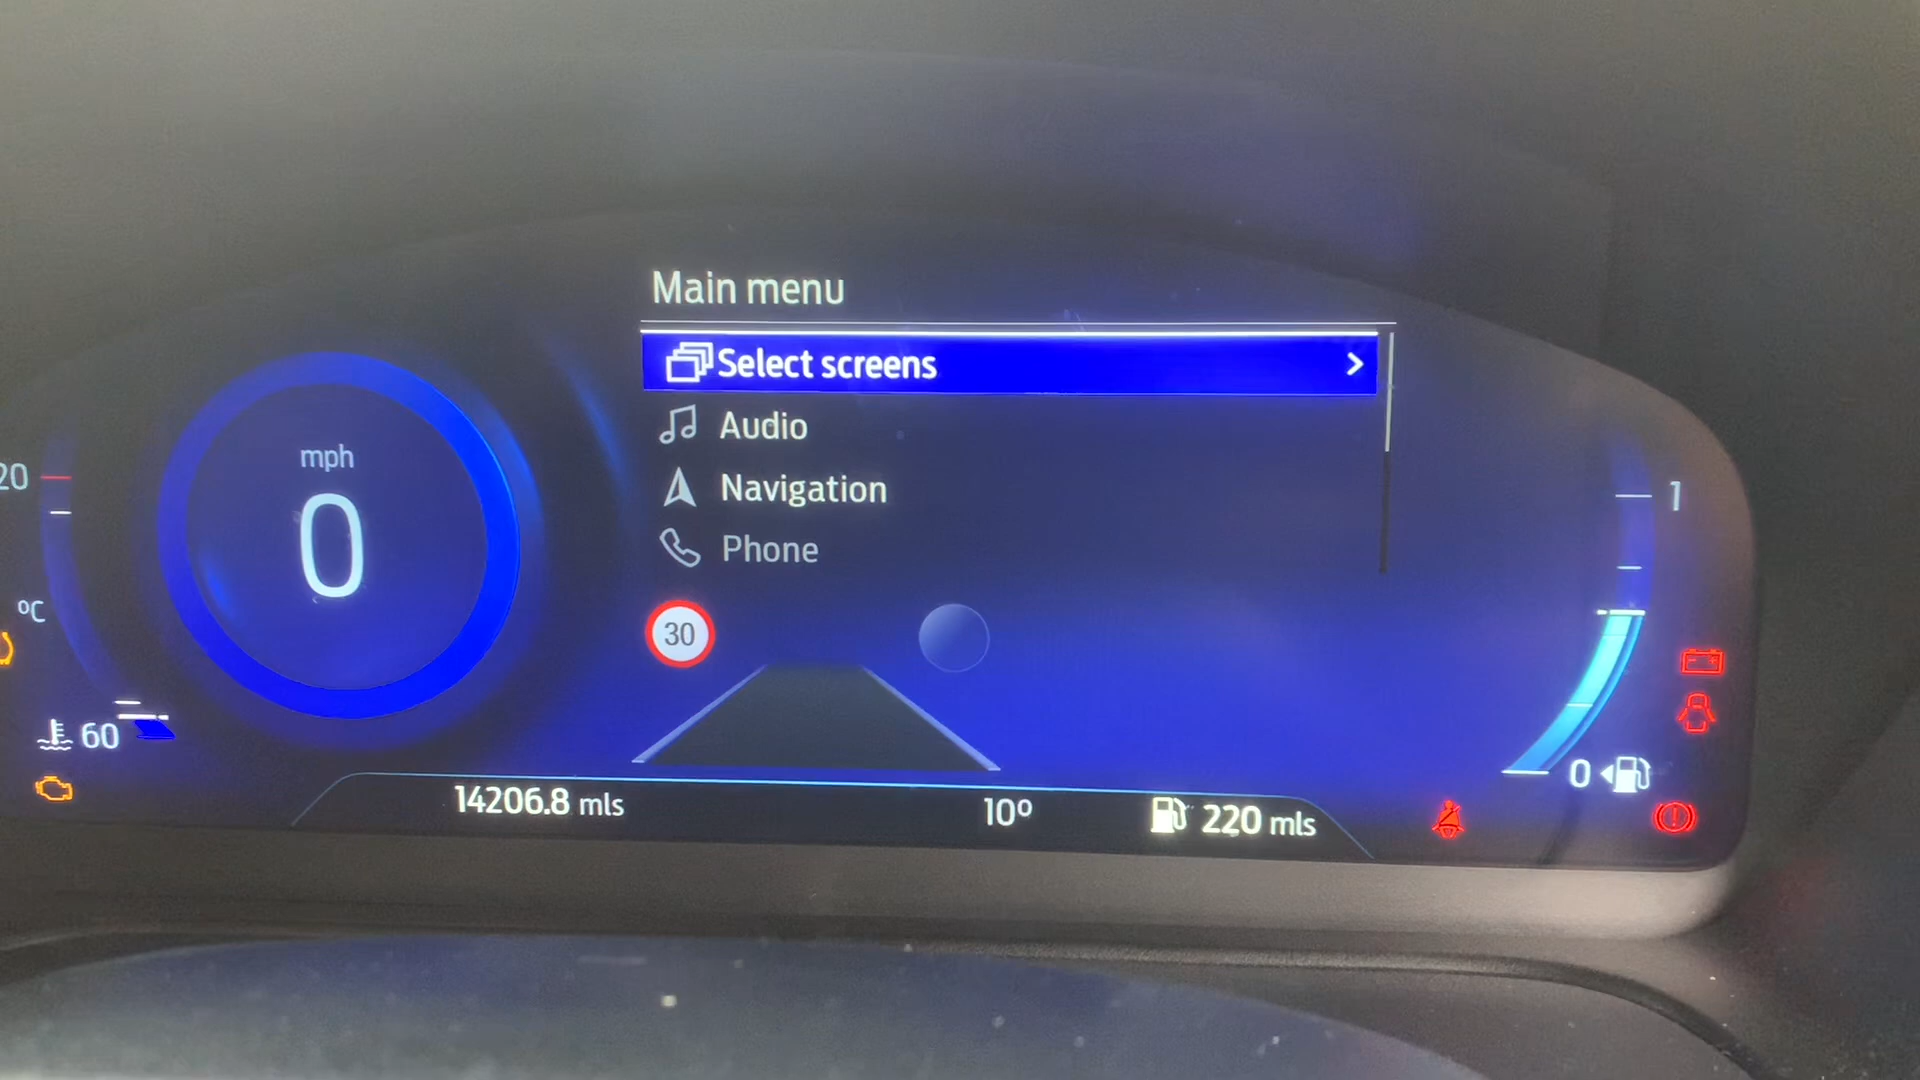 Main menu
Select screens
Audio
Navigation
Phone
mph
0
20
ºC
60
30
1
0
14206.8 mls
10º
220 mls